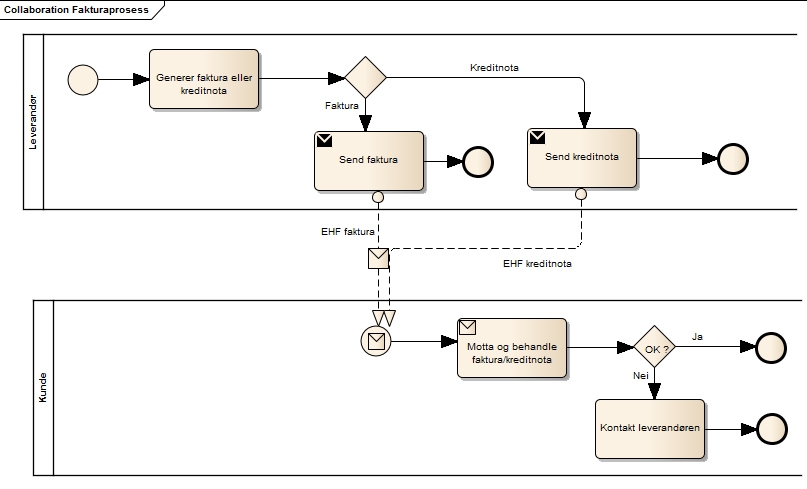 Collaboration Fakturaprosess
Leverandør
Generer faktura eller
kreditnota
Kreditnota
Faktura
Send faktura
Send kreditnota
EHF faktura
EHF kreditnota
Kunde
Motta og behandle
faktura/kreditnota
OK ?
Ja
Nei
Kontakt leverandøren